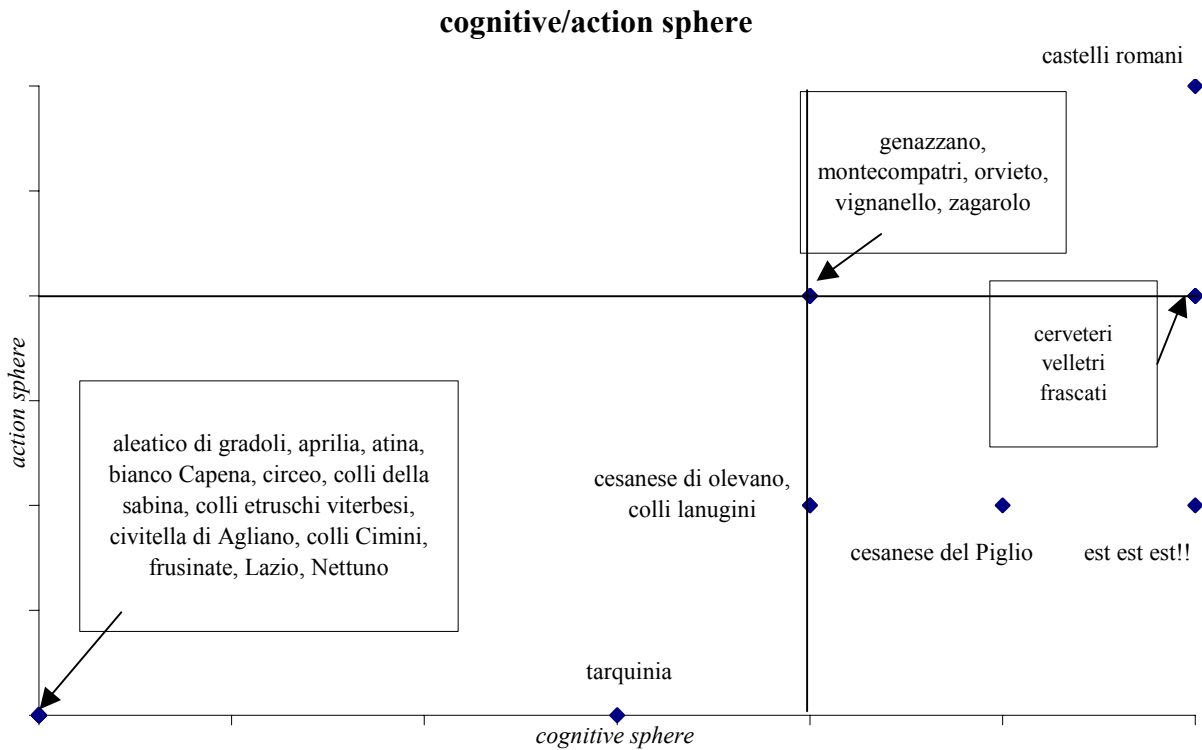 cognitive/action sphere
castelli romani
genazzano,
montecompatri, orvieto,
vignanello, zagarolo
cerveteri
velletri
frascati
action sphere
aleatico di gradoli, aprilia, atina,
bianco Capena, circeo, colli della
sabina, colli etruschi viterbesi,
civitella di Agliano, colli Cimini,
frusinate, Lazio, Nettuno
cesanese di olevano,
colli lanugini
cesanese del Piglio
est est est!!
tarquinia
cognitive sphere